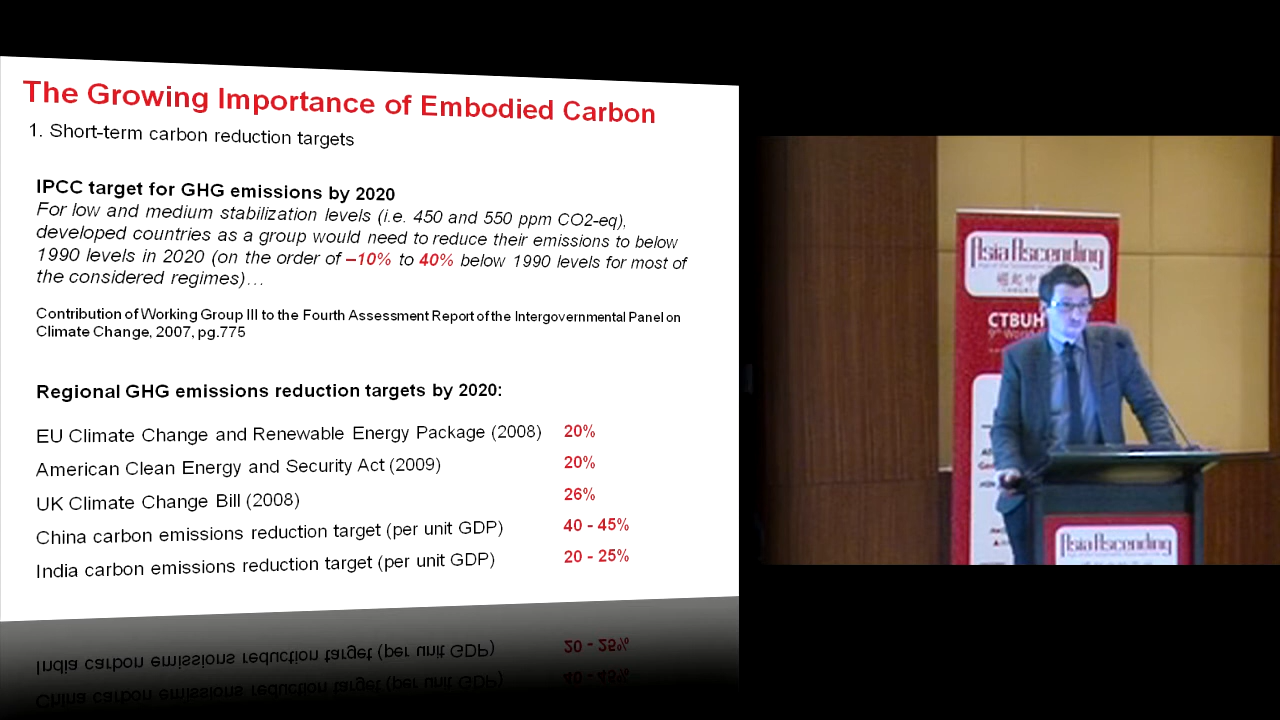 The Growing Importance of Embodied Carbon
1. Short-term carbon reduction targets
IPCC target for GHG emissions by 2020
For low and medium stabilization levels (i.e. 450 and 550 ppm CO2-eq),
developed countries as a group would need to reduce their emissions to below
1990 levels in 2020 (on the order of –10% to 40% below 1990 levels for most of
the considered regimes)…
Contribution of Working Group III to the Fourth Assessment Report of the Intergovernmental Panel on
Climate Change, 2007, pg.775
Regional GHG emissions reduction targets by 2020:
EU Climate Change and Renewable Energy Package (2008) 20%
American Clean Energy and Security Act (2009) 20%
UK Climate Change Bill (2008) 26%
China carbon emissions reduction target (per unit GDP) 40 - 45%
India carbon emissions reduction target (per unit GDP) 20 - 25%
Asia Ascending
CTBUH
9th World
Asia Ascending